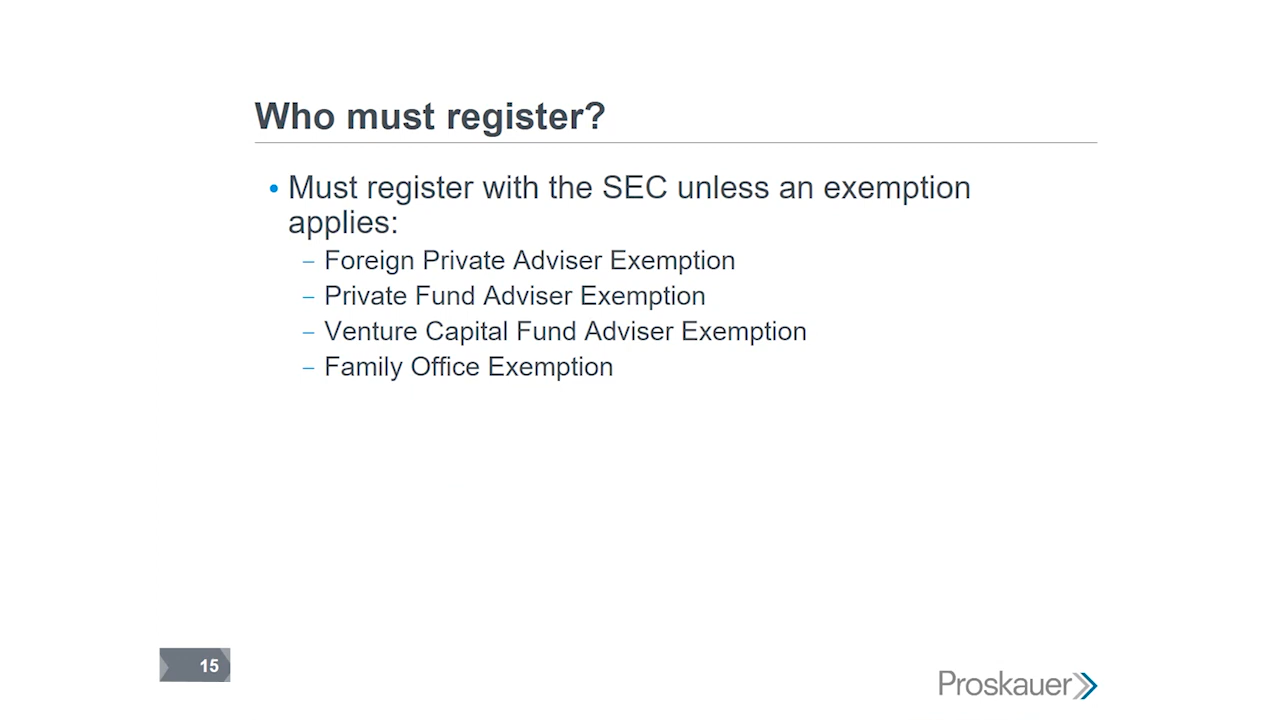 Who must register?
• Must register with the SEC unless an exemption
applies:
– Foreign Private Adviser Exemption
– Private Fund Adviser Exemption
– Venture Capital Fund Adviser Exemption
– Family Office Exemption
15
Proskauer